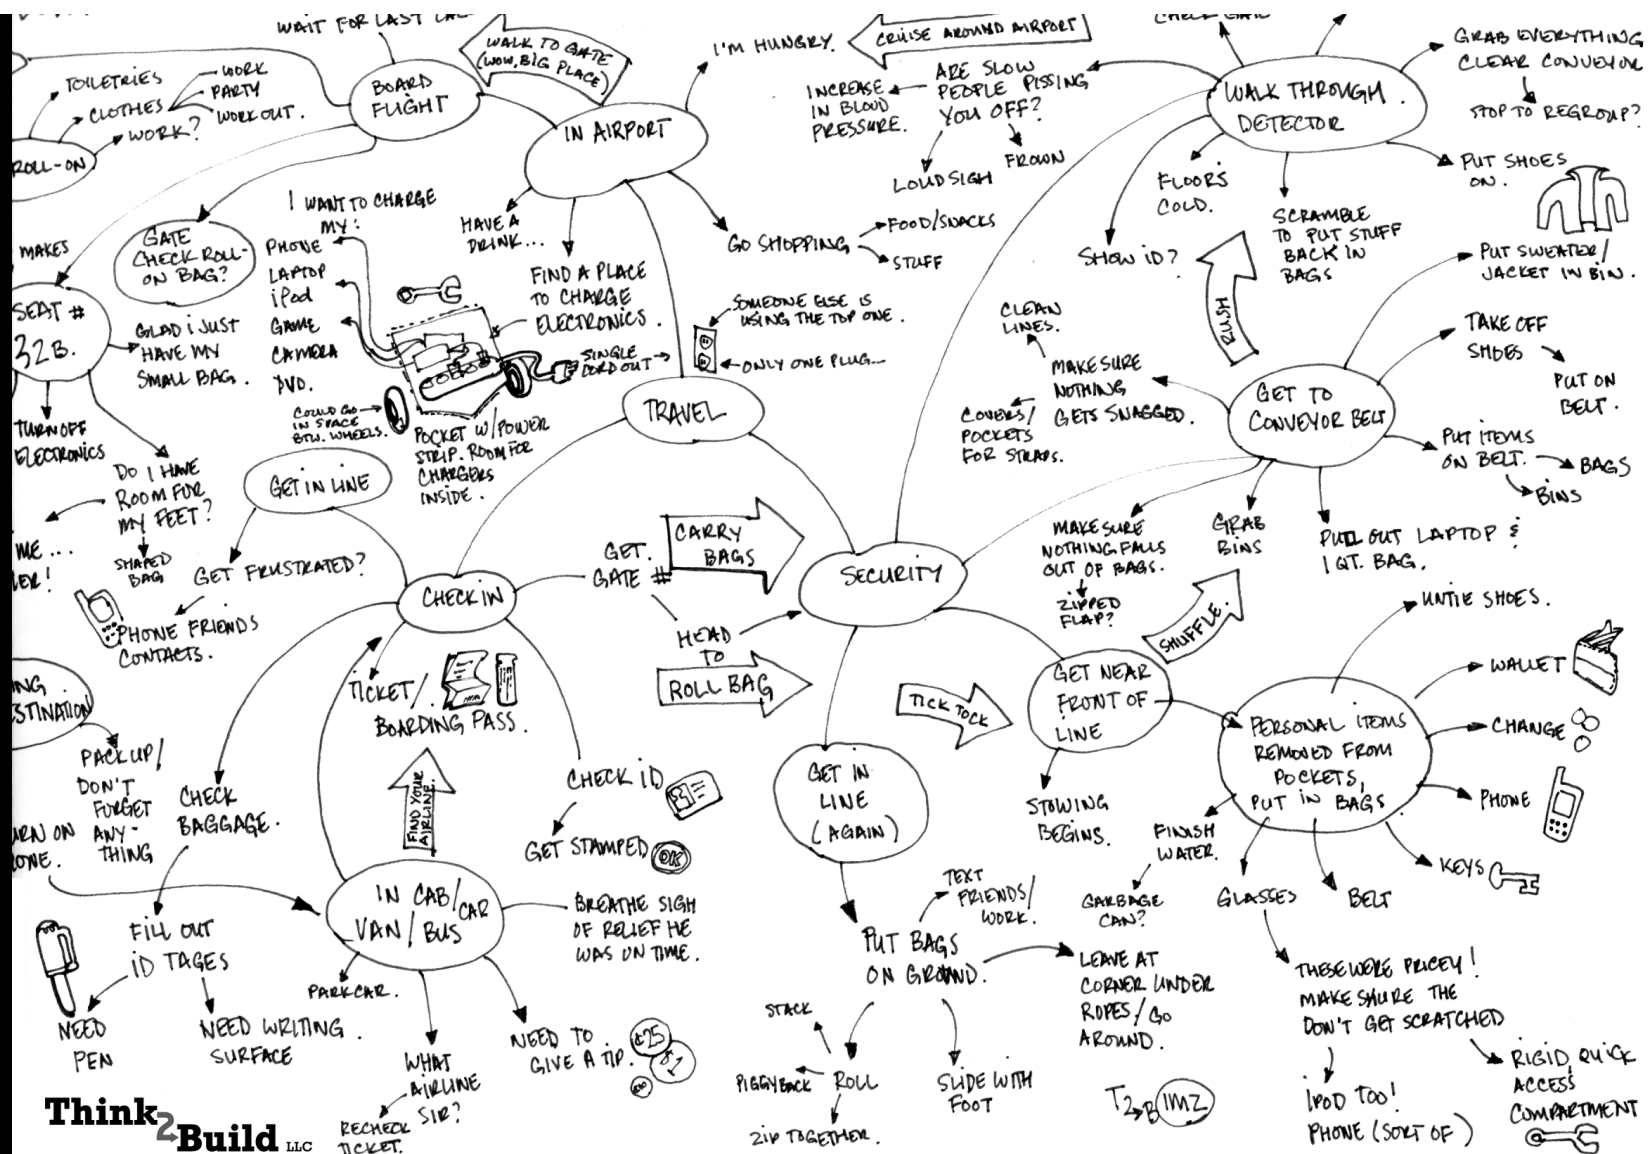 WAIT FOR LAST
WALK TO GATE
(WOW, BIG PLACE)
I'M HUNGRY.
CRUISE AROUND AIRPORT
GRAB EVERYTHING
CLEAR CONVEYOR
STOP TO REGROUP?
TOILETRIES
CLOTHES
WORK
PARTY
WORK OUT.
WORK?
ROLL-ON
BOARD
FLIGHT
IN AIRPORT
INCREASE
IN BLOOD
PRESSURE.
ARE SLOW
PEOPLE PISSING
YOU OFF?
LOUD SIGH
FROWN
WALK THROUGH
DETECTOR
PUT SHOES
ON.
FLOORS
COLD.
SHOW ID?
SCRAMBLE
TO PUT STUFF
BACK IN
BAGS
RUSH
MAKES
SEAT #
32B.
GATE
CHECK ROLL-
ON BAG?
GLAD I JUST
HAVE MY
SMALL BAG.
I WANT TO CHARGE
MY:
PHONE
LAPTOP
iPod
GAME
CAMERA
DVD.
HAVE A
DRINK...
FIND A PLACE
TO CHARGE
ELECTRONICS.
GO SHOPPING
FOOD/SNACKS
STUFF
SOMEONE ELSE IS
USING THE TOP ONE.
ONLY ONE PLUG...
SINGLE
CORD OUT
COULD GO
IN SPACE
BTW. WHEELS.
POCKET W/POWER
STRIP. ROOM FOR
CHARGERS
INSIDE.
TRAVEL
PUT SWEATER/
JACKET IN BIN.
TAKE OFF
SHOES
PUT ON
BELT.
CLEAN
LINES.
MAKE SURE
NOTHING
GETS SNAGGED.
COVERS/
POCKETS
FOR STRAPS.
GET TO
CONVEYOR BELT
PUT ITEMS
ON BELT.
BAGS
BINS
MAKE SURE
NOTHING FALLS
OUT OF BAGS.
ZIPPED
FLAP?
GRAB
BINS
PULL OUT LAPTOP &
1 QT. BAG.
TURN OFF
ELECTRONICS
DO I HAVE
ROOM FOR
MY FEET?
SHAPED
BAG
ME...
GET IN LINE
GET FRUSTRATED?
PHONE FRIENDS
CONTACTS.
CHECK IN
GET
GATE #
CARRY
BAGS
HEAD
TO
ROLL BAG
SECURITY
TICKET/
BOARDING PASS.
FIND YOUR
AIRLINE.
CHECK ID
GET STAMPED
OK
TICK TOCK
GET NEAR
FRONT OF
LINE
SHUFFLE.
STOWING
BEGINS.
UNTIE SHOES.
WALLET
CHANGE
PHONE
KEYS
PERSONAL ITEMS
REMOVED FROM
POCKETS,
PUT IN BAGS
FINISH
WATER.
GARBAGE
CAN?
GLASSES
BELT
THESE WERE PRICEY!
MAKE SHURE THE
DON'T GET SCRATCHED
IPOD TOO!
PHONE (SORT OF)
RIGID, QUICK
ACCESS
COMPARTMENT
PACK UP/
DON'T
FORGET
ANY-
THING
CHECK
BAGGAGE.
FILL OUT
ID TAGES
NEED
PEN
NEED WRITING
SURFACE
IN CAB/CAR
VAN/BUS
PARK CAR.
WHAT
AIRLINE
SIR?
RECHECK
TICKET.
BREATHE SIGH
OF RELIEF HE
WAS ON TIME.
NEED TO
GIVE A TIP.
GET IN
LINE
(AGAIN)
PUT BAGS
ON GROUND.
TEXT
FRIENDS/
WORK.
LEAVE AT
CORNER UNDER
ROPES/GO
AROUND.
STACK
PIGGYBACK
ROLL
ZIP TOGETHER.
SLIDE WITH
FOOT
Think2Build LLC